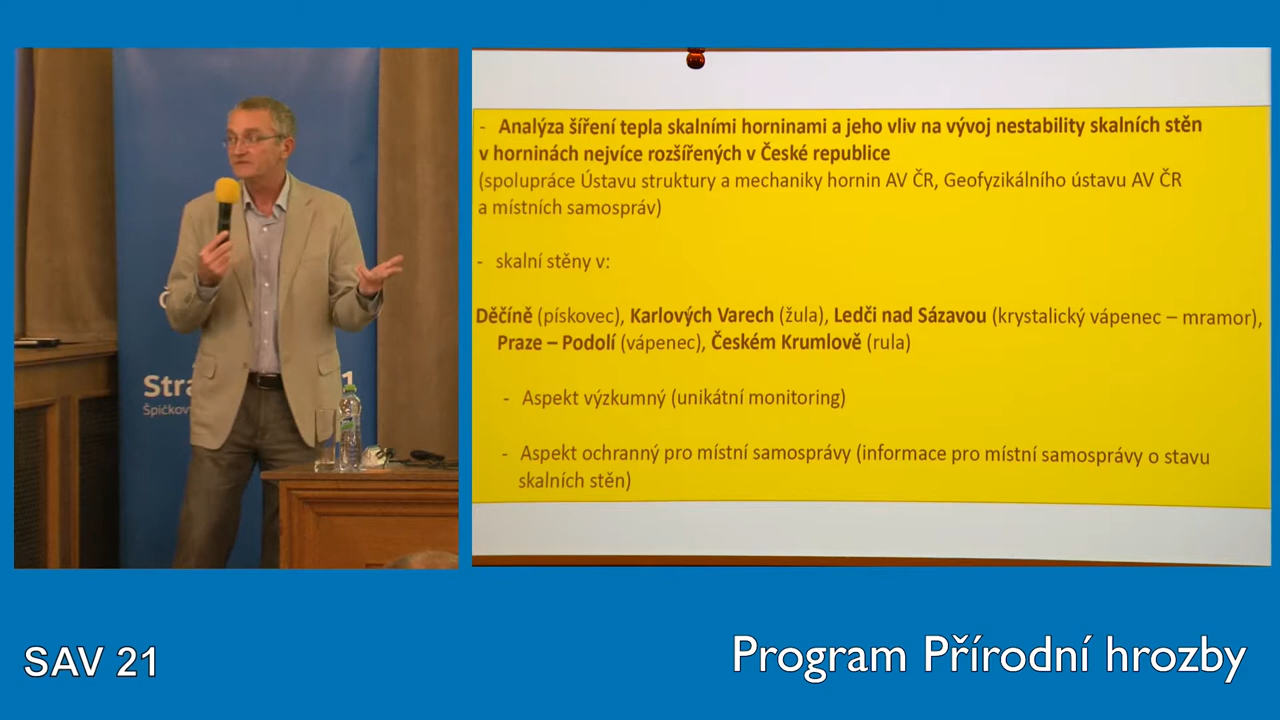 Stra
1
Špičkov
- Analýza šíření tepla skalními horninami a jeho vliv na vývoj nestability skalních stěn
v horninách nejvíce rozšířených v České republice
(spolupráce Ústavu struktury a mechaniky hornin AV ČR, Geofyzikálního ústavu AV ČR
a místních samospráv)
- skalní stěny v:
Děčíně (pískovec), Karlových Varech (žula), Ledči nad Sázavou (krystalický vápenec – mramor),
Praze – Podolí (vápenec), Českém Krumlově (rula)
- Aspekt výzkumný (unikátní monitoring)
- Aspekt ochranný pro místní samosprávy (informace pro místní samosprávy o stavu
skalních stěn)
SAV 21
Program Přírodní hrozby